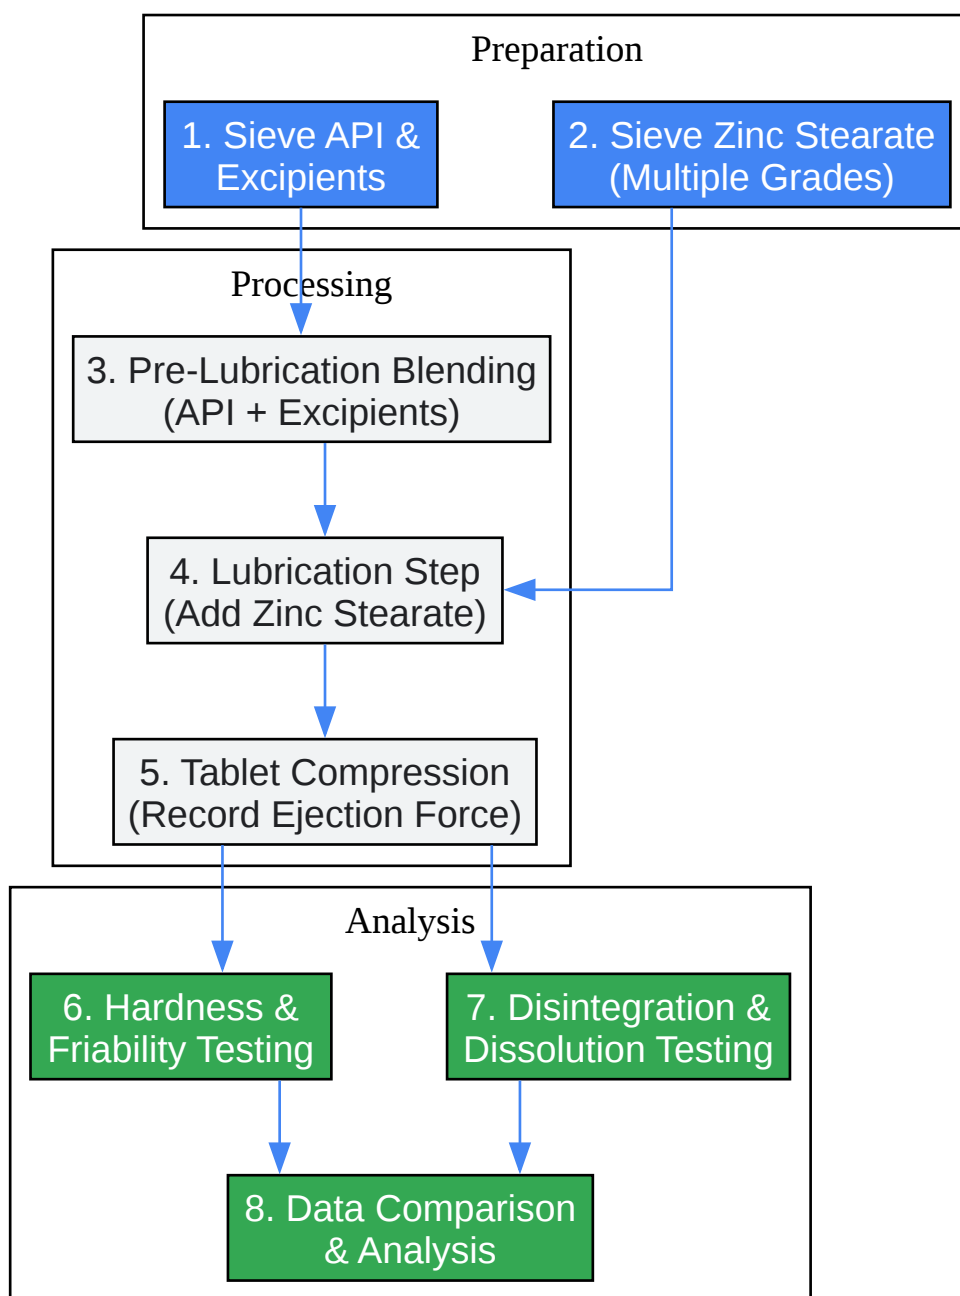 Preparation
1. Sieve API &
Excipients
2. Sieve Zinc Stearate
(Multiple Grades)
Processing
3. Pre-Lubrication Blending
(API + Excipients)
4. Lubrication Step
(Add Zinc Stearate)
5. Tablet Compression
(Record Ejection Force)
Analysis
6. Hardness &
Friability Testing
7. Disintegration &
Dissolution Testing
8. Data Comparison
& Analysis